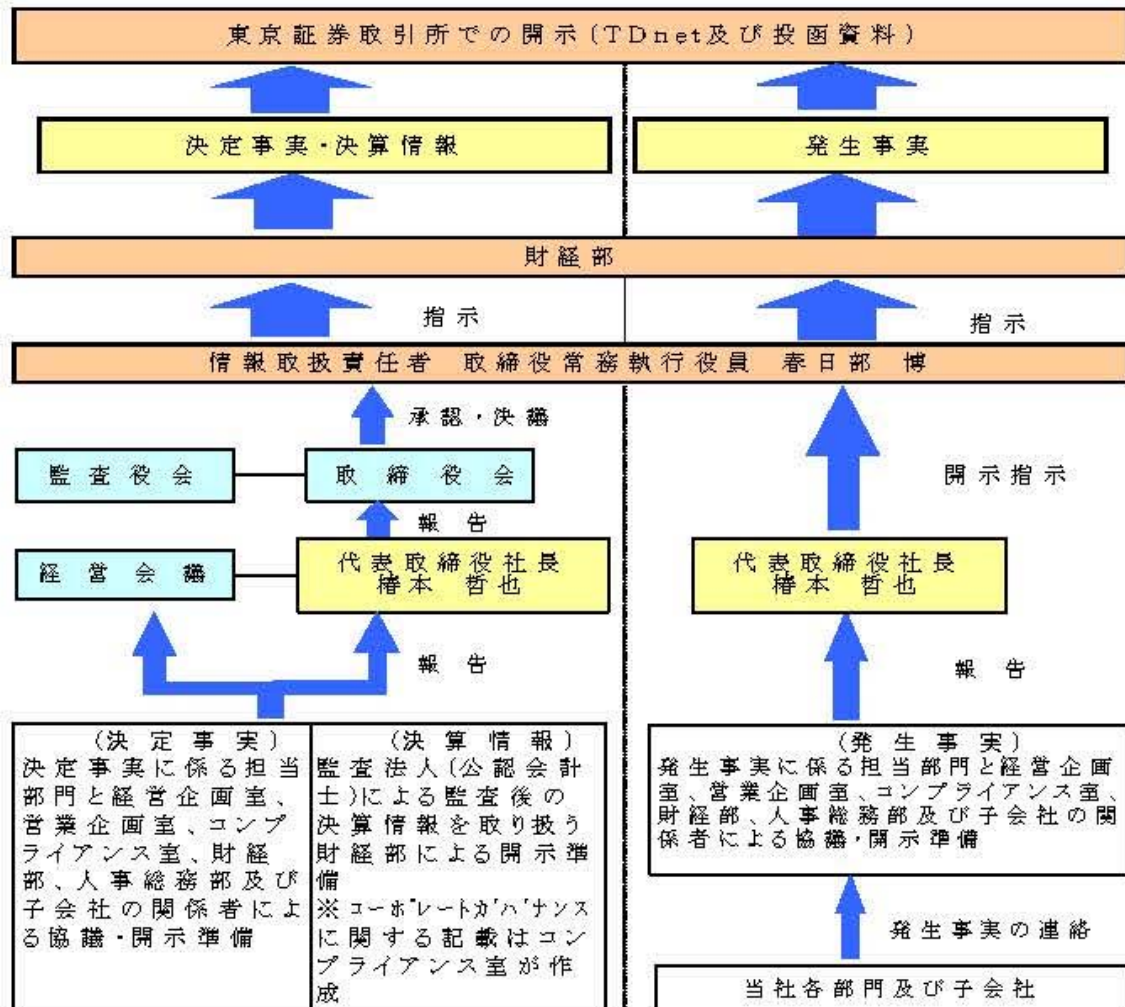 東京証券取引所での開示(TDnet及び投函資料)
決定事実・決算情報
発生事実
財経部
指示
指示
情報取扱責任者 取締役常務執行役員 春日部 博
承認・決議
監査役会
取締役会
開示指示
報告
経営会議
代表取締役社長
椿本 哲也
代表取締役社長
椿本 哲也
報告
報告
(決定事実)
決定事実に係る担当
部門と経営企画室、
営業企画室、コンプ
ライアンス室、財経
部、人事総務部及び
子会社の関係者によ
る協議・開示準備
(決算情報)
監査法人(公認会計
士)による監査後の
決算情報を取り扱う
財経部による開示準
備
※コーポレートガバナンス
に関する記載はコン
プライアンス室が作
成
(発生事実)
発生事実に係る担当部門と経営企画
室、営業企画室、コンプライアンス室、
財経部、人事総務部及び子会社の関
係者による協議・開示準備
発生事実の連絡
当社各部門及び子会社